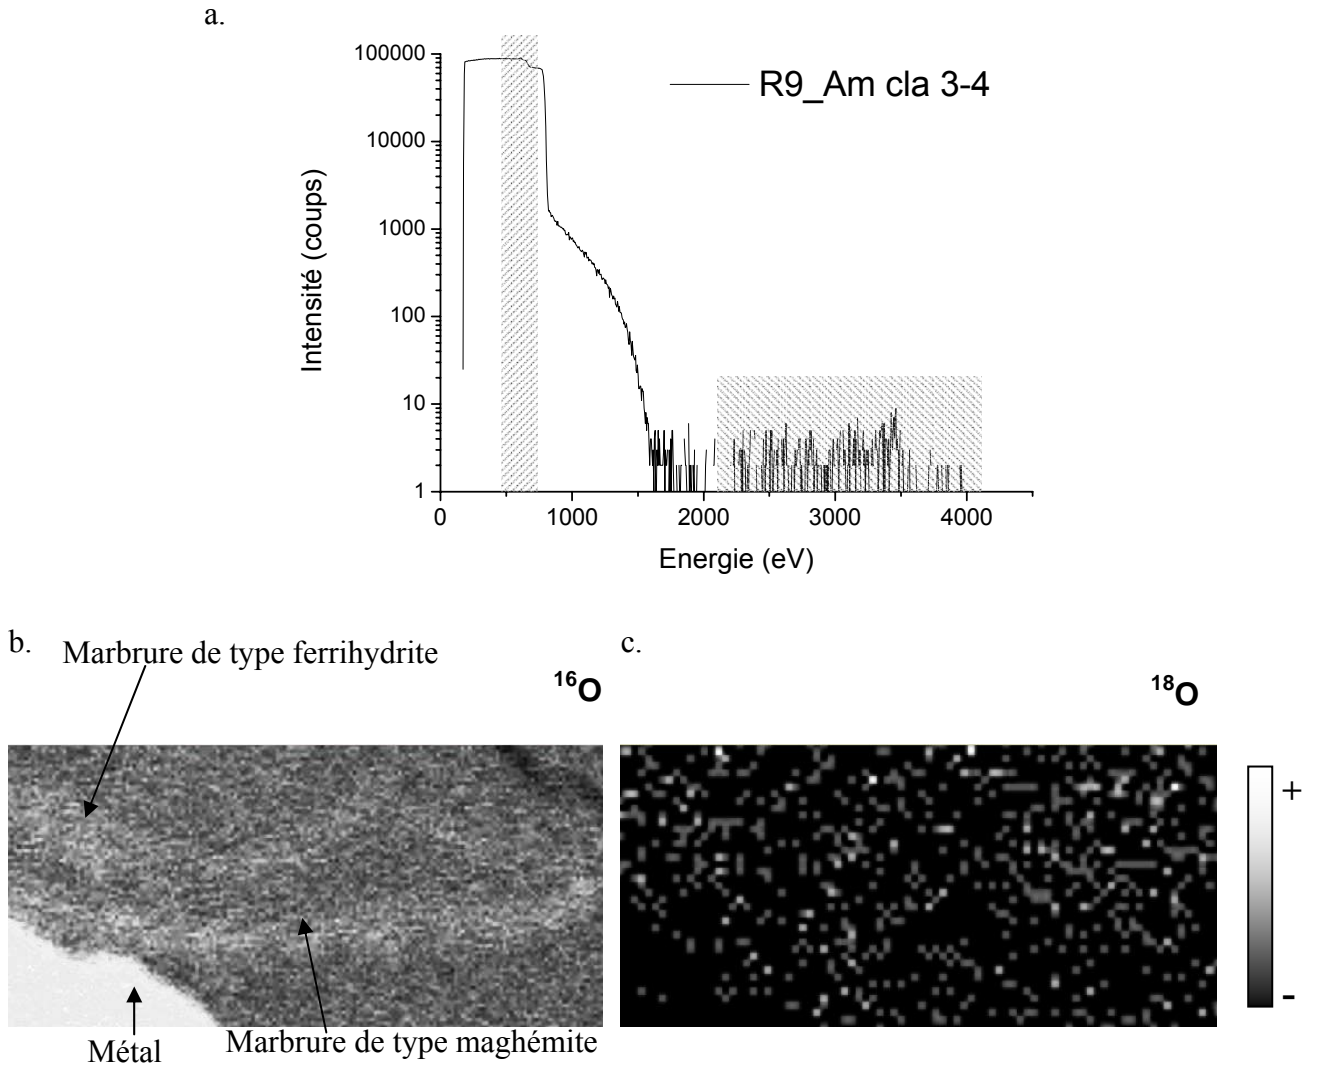 a.
100000
10000
1000
100
10
1
Intensité (coups)
R9_Am cla 3-4
0 1000 2000 3000 4000
Energie (eV)
b.
Marbrure de type ferrihydrite
16O
c.
18O
+
-
Métal
Marbrure de type maghémite